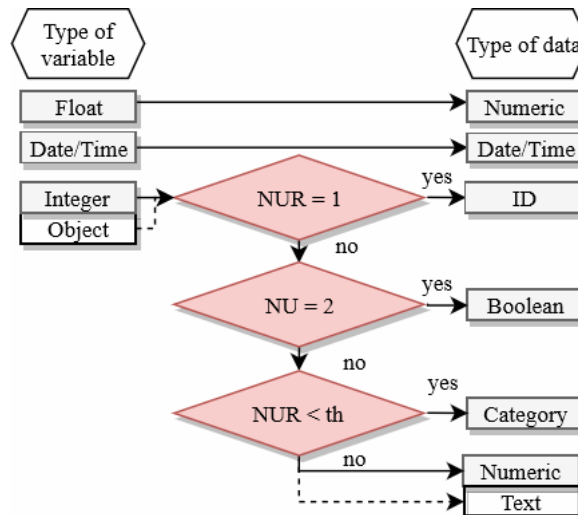 Type of
variable
Type of data
Float
Numeric
Date/Time
Date/Time
Integer
Object
NUR = 1
yes
ID
no
NU = 2
yes
Boolean
no
NUR < th
yes
Category
no
Numeric
Text